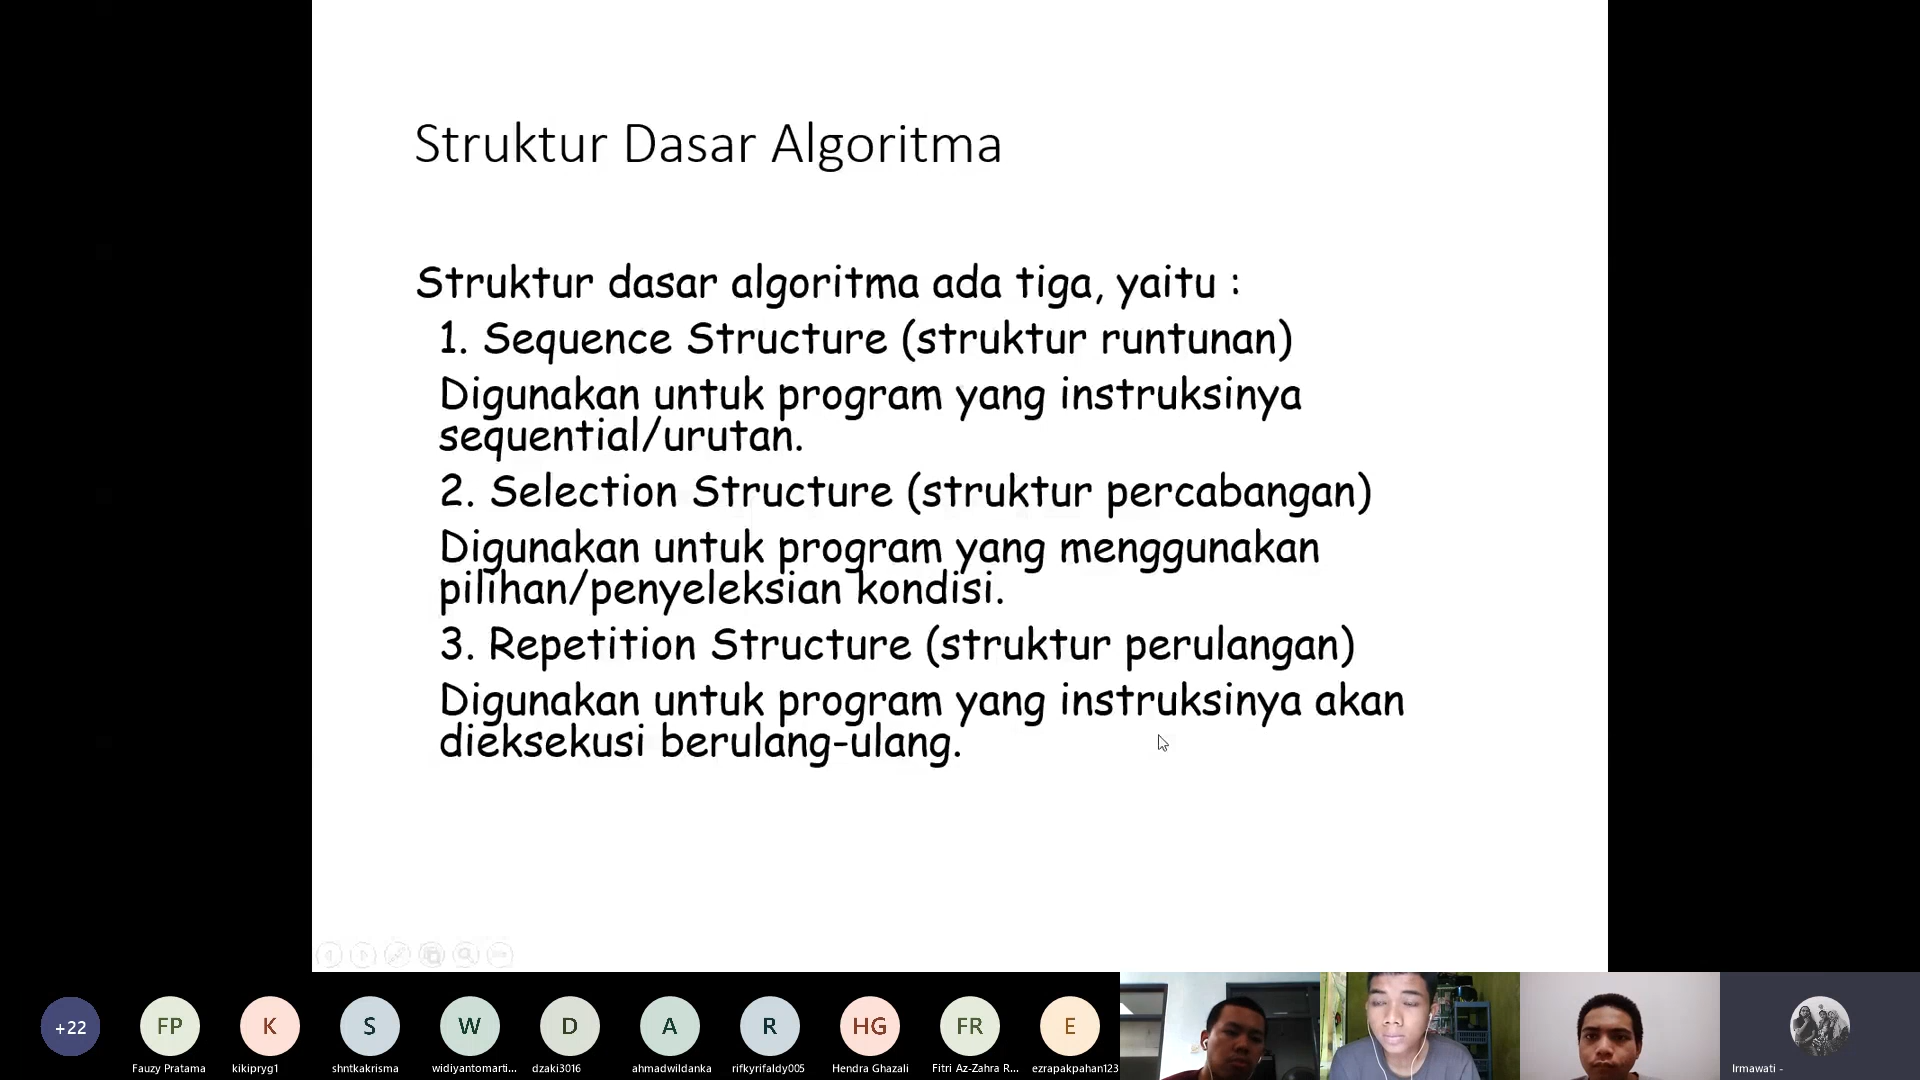 Struktur Dasar Algoritma
Struktur dasar algoritma ada tiga, yaitu :
1. Sequence Structure (struktur runtunan)
Digunakan untuk program yang instruksinya
sequential/urutan.
2. Selection Structure (struktur percabangan)
Digunakan untuk program yang menggunakan
pilihan/penyeleksian kondisi.
3. Repetition Structure (struktur perulangan)
Digunakan untuk program yang instruksinya akan
dieksekusi berulang-ulang.
+22
FP
K
S
W
D
A
R
HG
FR
E
Fauzy Pratama
kikipryg1
shntkakrisma
widiyantomarti...
dzaki3016
ahmadwildanka
rifkyrifaldy005
Hendra Ghazali
Fitri Az-Zahra R...
ezrapakpahan123
Irmawati -